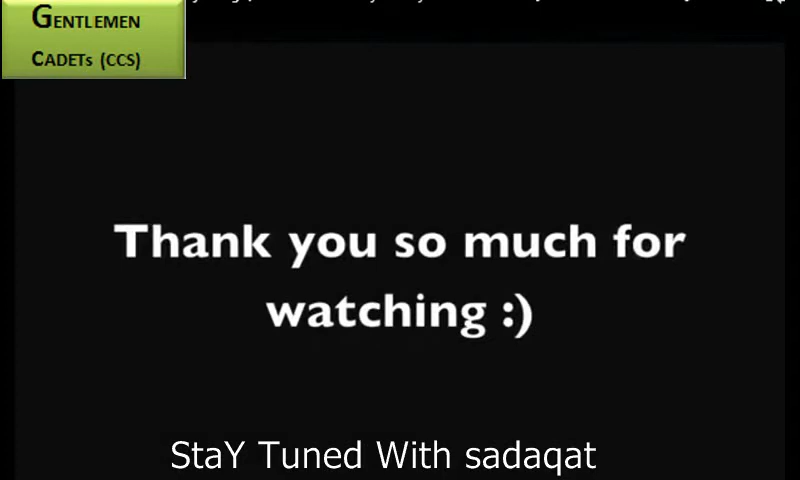 GENTLEMEN
CADETs (CCS)
Thank you so much for
watching :)
StaY Tuned With sadaqat